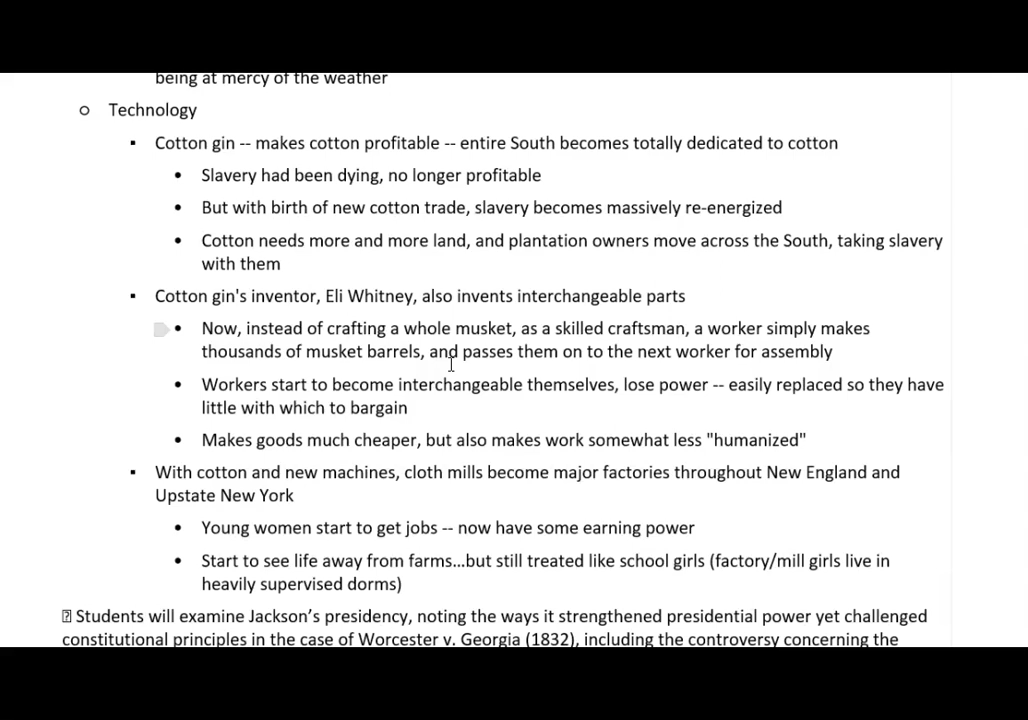 being at mercy of the weather
o Technology
▪ Cotton gin -- makes cotton profitable -- entire South becomes totally dedicated to cotton
• Slavery had been dying, no longer profitable
• But with birth of new cotton trade, slavery becomes massively re-energized
• Cotton needs more and more land, and plantation owners move across the South, taking slavery
with them
▪ Cotton gin's inventor, Eli Whitney, also invents interchangeable parts
• Now, instead of crafting a whole musket, as a skilled craftsman, a worker simply makes
thousands of musket barrels, and passes them on to the next worker for assembly
• Workers start to become interchangeable themselves, lose power -- easily replaced so they have
little with which to bargain
• Makes goods much cheaper, but also makes work somewhat less "humanized"
▪ With cotton and new machines, cloth mills become major factories throughout New England and
Upstate New York
• Young women start to get jobs -- now have some earning power
• Start to see life away from farms...but still treated like school girls (factory/mill girls live in
heavily supervised dorms)
Students will examine Jackson’s presidency, noting the ways it strengthened presidential power yet challenged
constitutional principles in the case of Worcester v. Georgia (1832), including the controversy concerning the